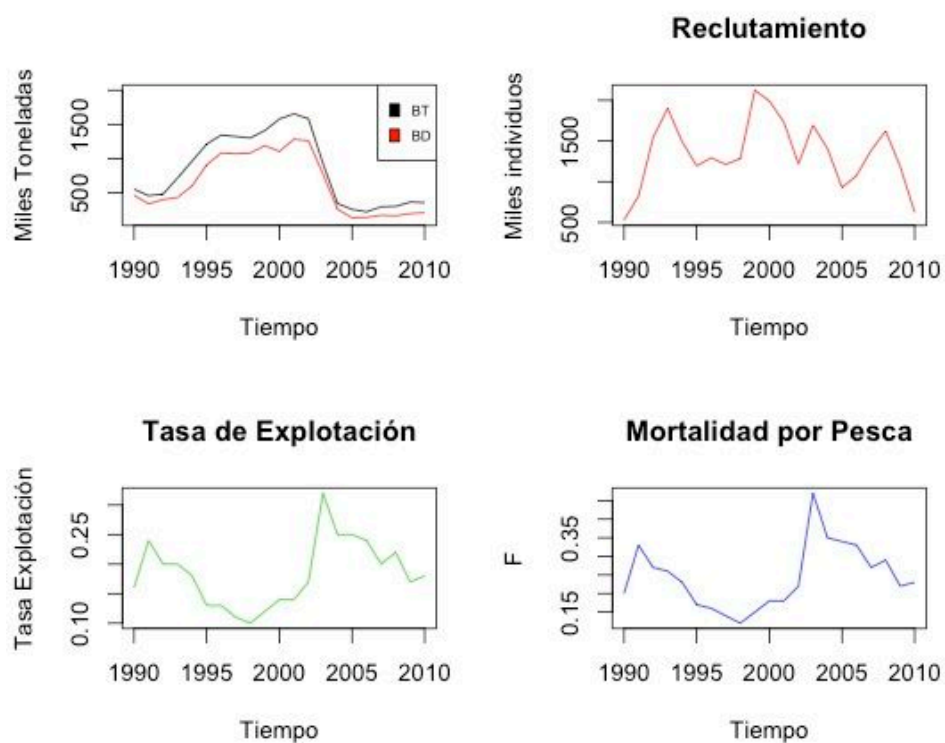 Miles Toneladas
1500
500
BT
BD
1990 1995 2000 2005 2010
Tiempo
Reclutamiento
Miles individuos
1500
500
1990 1995 2000 2005 2010
Tiempo
Tasa de Explotación
Tasa Explotación
0.25
0.10
1990 1995 2000 2005 2010
Tiempo
Mortalidad por Pesca
F
0.35
0.15
1990 1995 2000 2005 2010
Tiempo